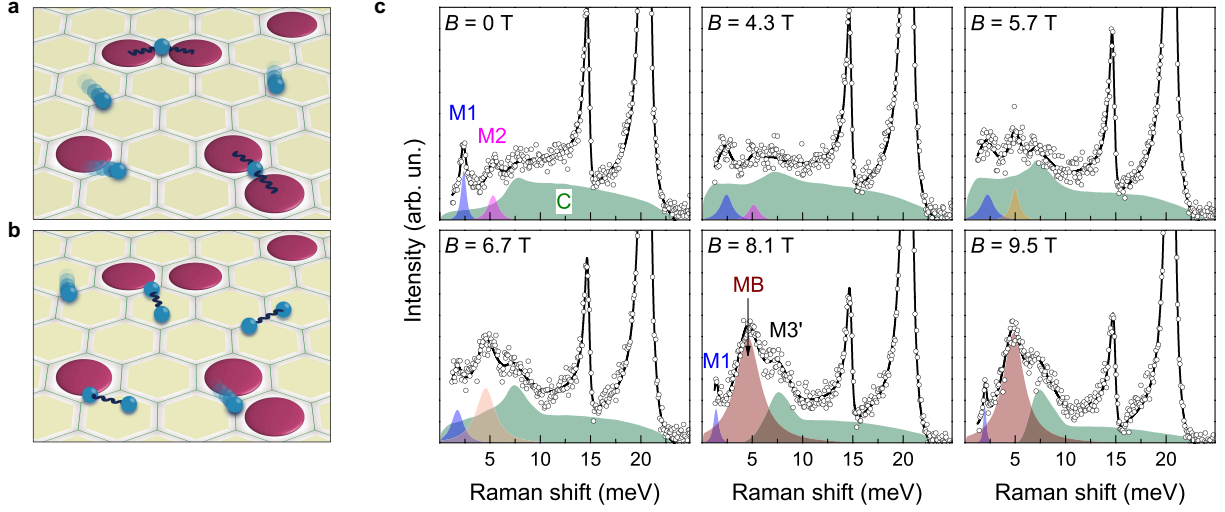 a
b
c
B = 0 T
B = 4.3 T
B = 5.7 T
M1
M2
C
B = 6.7 T
B = 8.1 T
B = 9.5 T
MB
M3'
M1
Intensity (arb. un.)
5 10 15 20
5 10 15 20
5 10 15 20
Raman shift (meV)
Raman shift (meV)
Raman shift (meV)